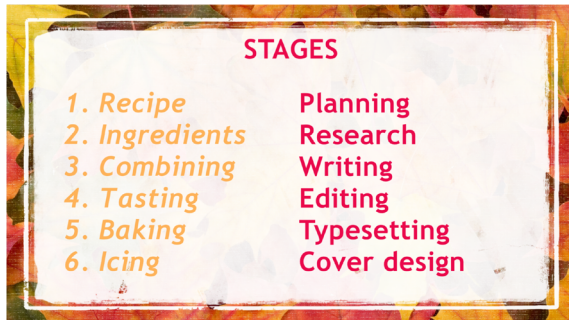 STAGES
1. Recipe Planning
2. Ingredients Research
3. Combining Writing
4. Tasting Editing
5. Baking Typesetting
6. Icing Cover design